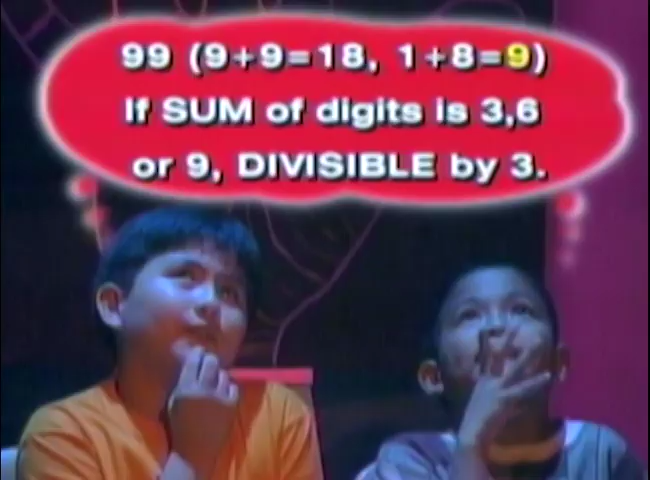 99 (9+9=18, 1+8=9)
If SUM of digits is 3,6
or 9, DIVISIBLE by 3.